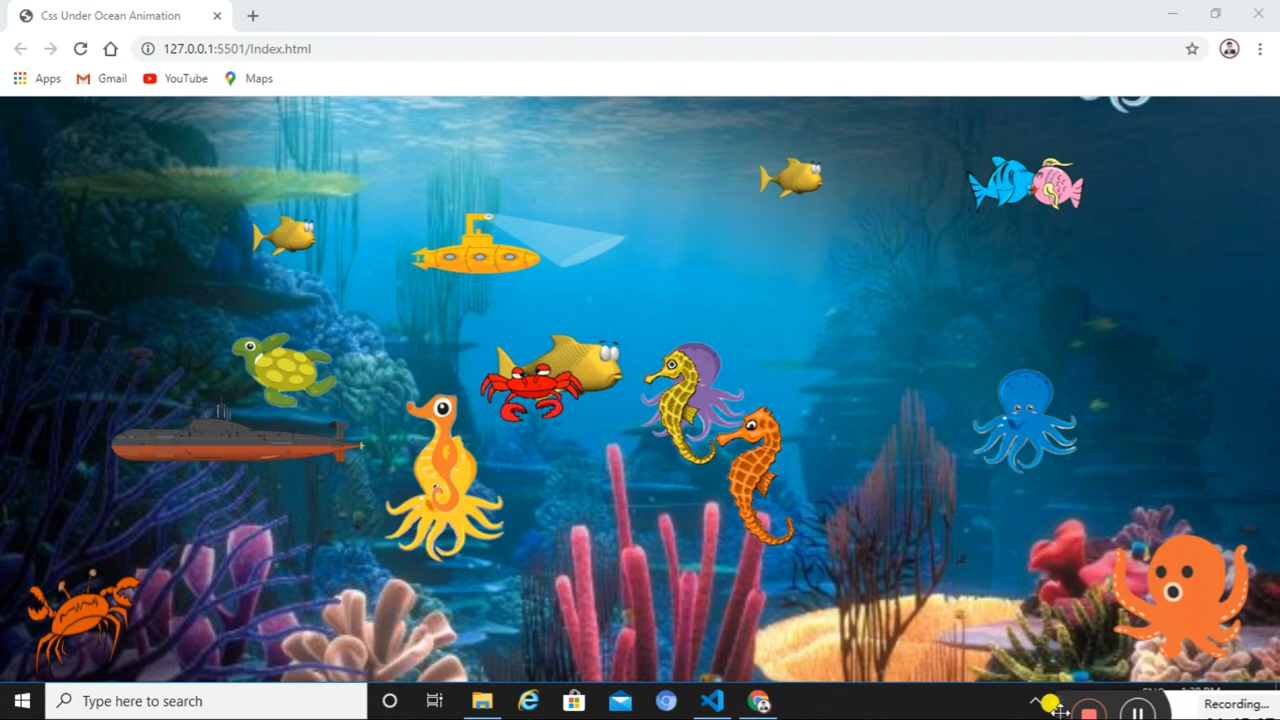 Css Under Ocean Animation
127.0.0.1:5501/Index.html
Apps
Gmail
YouTube
Maps
Type here to search
Recording...